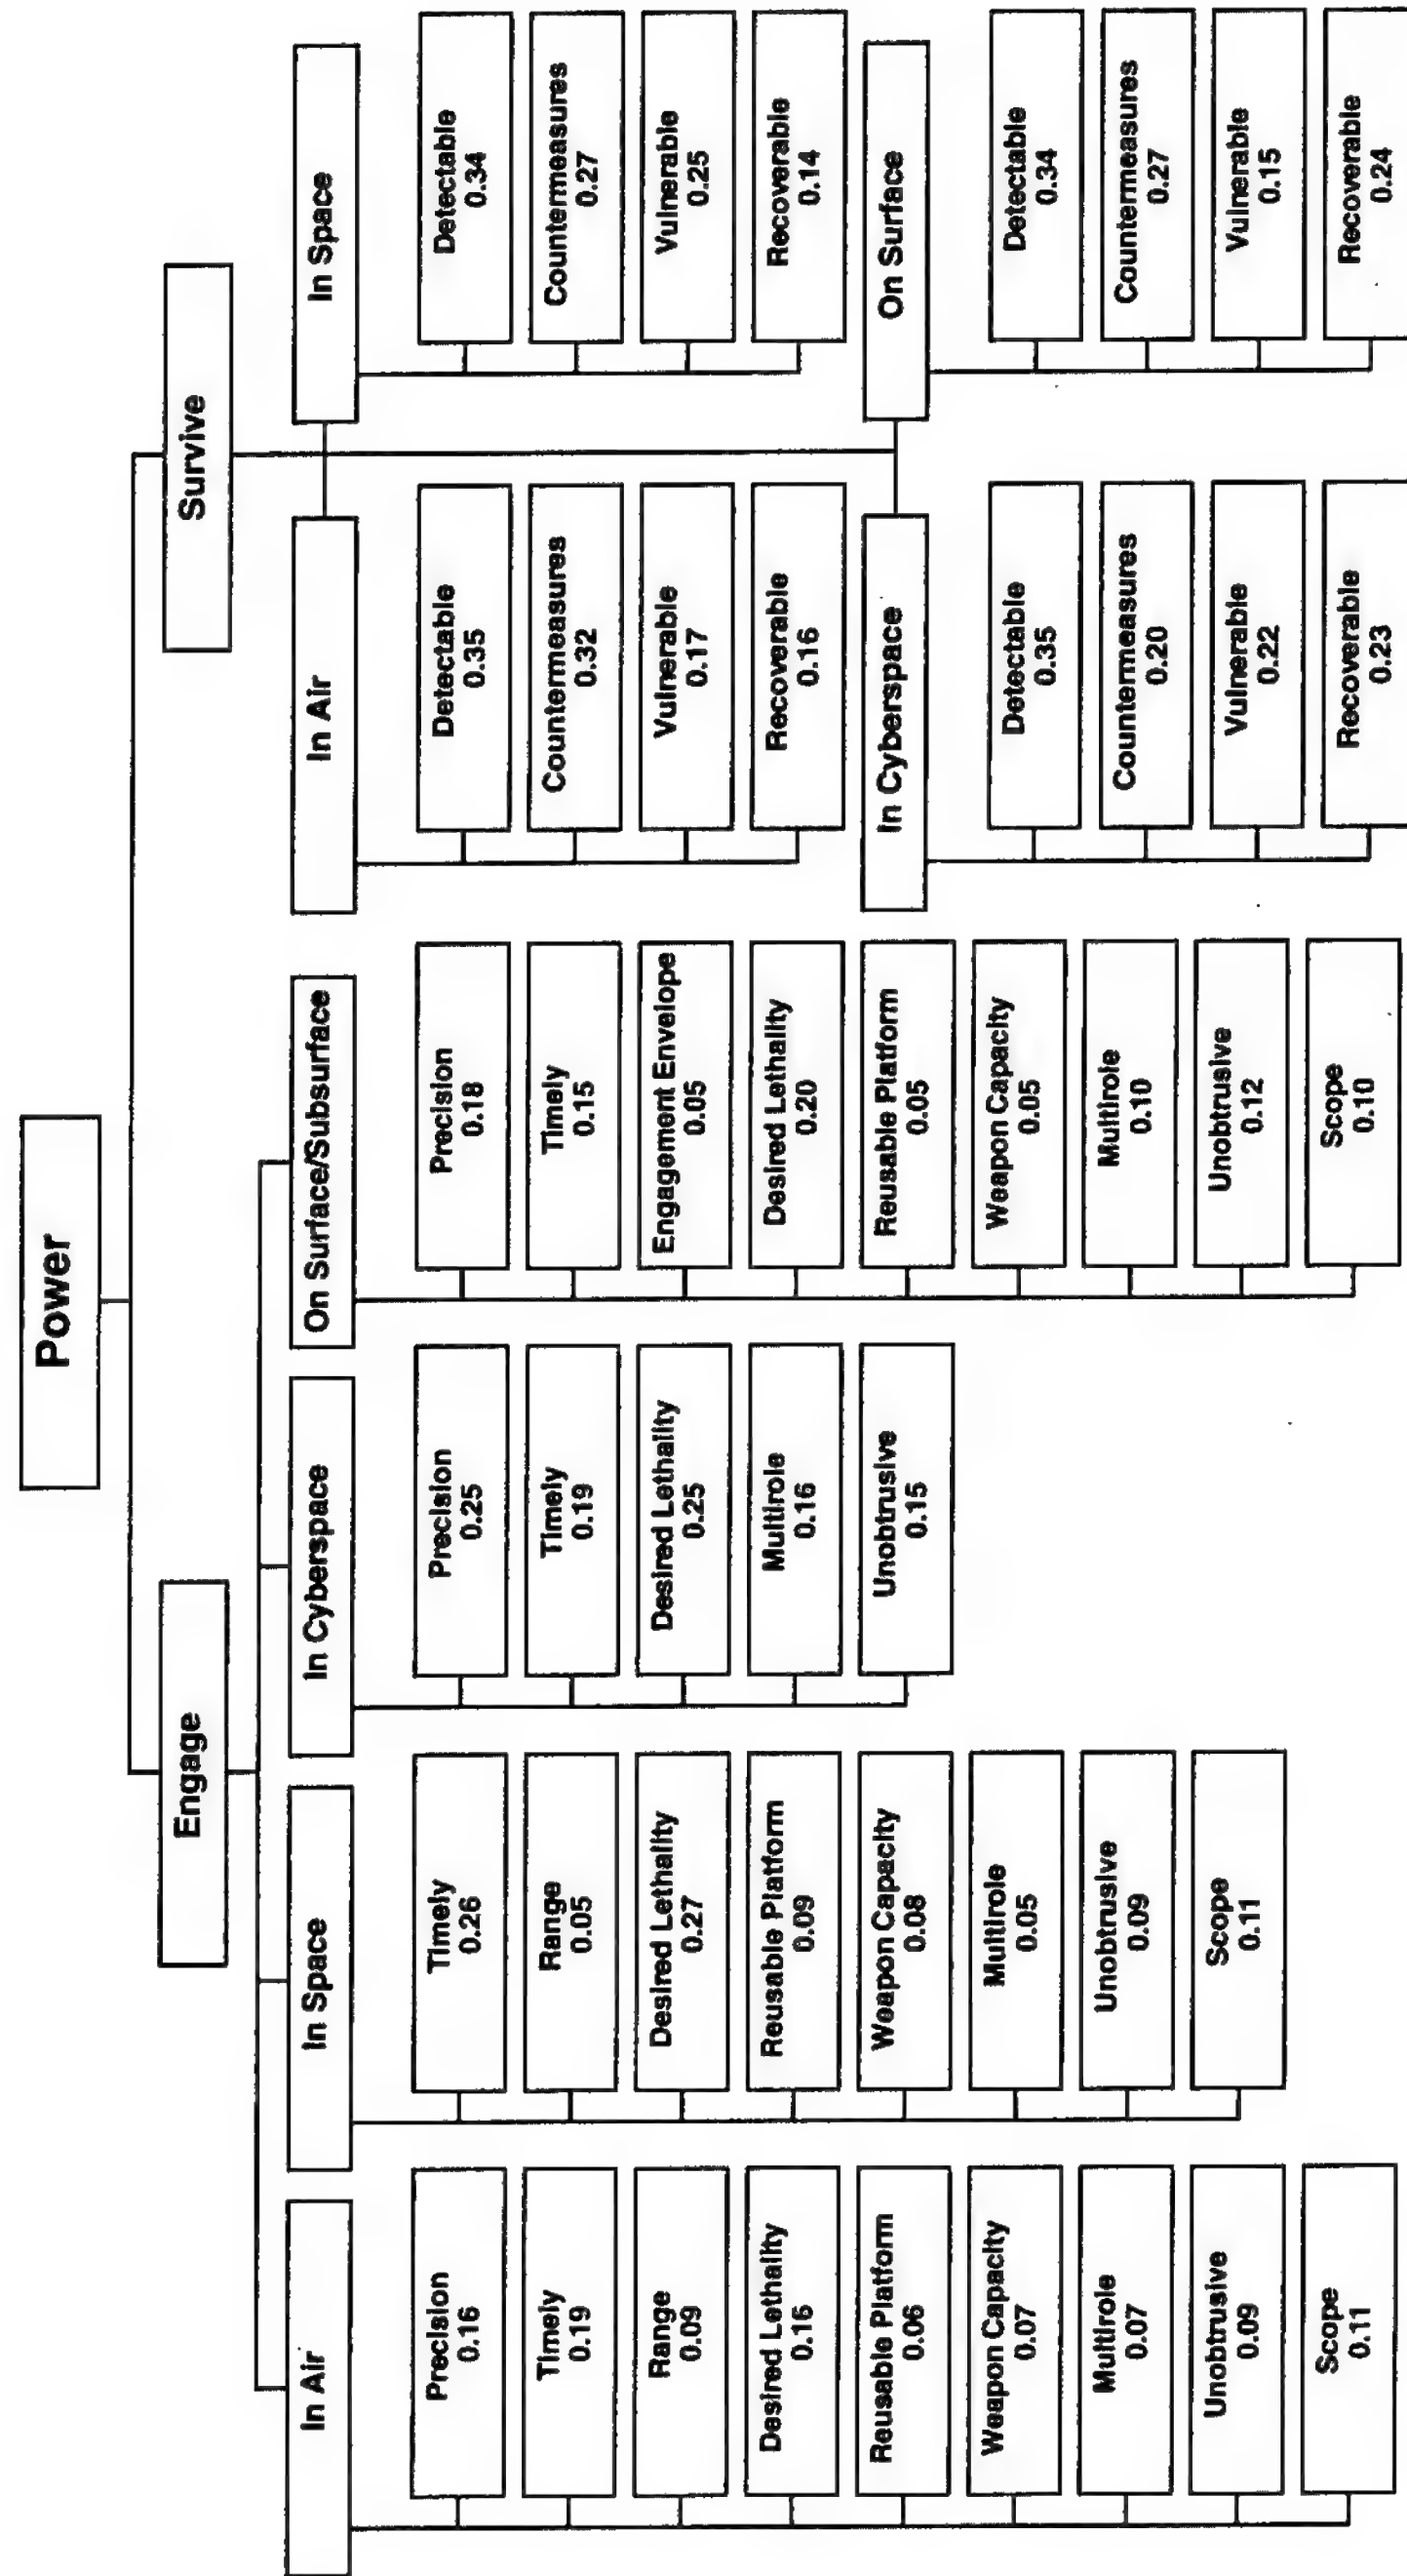 Power
Engage
Survive
In Air
Precision
0.16
Timely
0.19
Range
0.09
Desired Lethality
0.16
Reusable Platform
0.06
Weapon Capacity
0.07
Multirole
0.07
Unobtrusive
0.09
Scope
0.11
In Space
Timely
0.26
Range
0.05
Desired Lethality
0.27
Reusable Platform
0.09
Weapon Capacity
0.08
Multirole
0.05
Unobtrusive
0.09
Scope
0.11
In Cyberspace
Precision
0.25
Timely
0.19
Desired Lethality
0.25
Multirole
0.16
Unobtrusive
0.15
On Surface/Subsurface
Precision
0.18
Timely
0.15
Engagement Envelope
0.05
Desired Lethality
0.20
Reusable Platform
0.05
Weapon Capacity
0.05
Multirole
0.10
Unobtrusive
0.12
Scope
0.10
In Air
Detectable
0.35
Countermeasures
0.32
Vulnerable
0.17
Recoverable
0.16
In Space
Detectable
0.34
Countermeasures
0.27
Vulnerable
0.25
Recoverable
0.14
In Cyberspace
Detectable
0.35
Countermeasures
0.20
Vulnerable
0.22
Recoverable
0.23
On Surface
Detectable
0.34
Countermeasures
0.27
Vulnerable
0.15
Recoverable
0.24